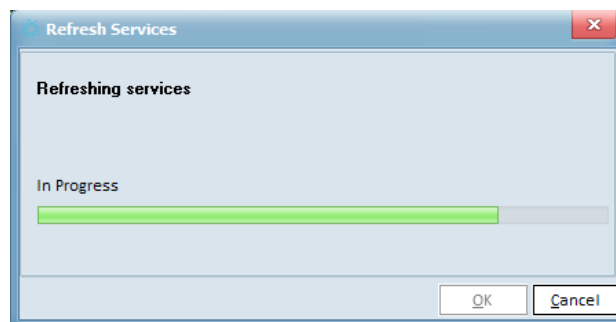 Refresh Services
Refreshing services
In Progress
OK
Cancel